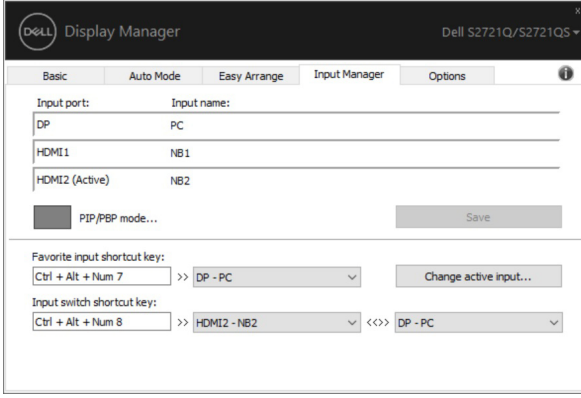 DELL Display Manager
Dell S2721Q/S2721QS
Basic Auto Mode Easy Arrange Input Manager Options
Input port: Input name:
DP PC
HDMI1 NB1
HDMI2 (Active) NB2
PIP/PBP mode... Save
Favorite input shortcut key:
Ctrl + Alt + Num 7 >> DP - PC Change active input...
Input switch shortcut key:
Ctrl + Alt + Num 8 >> HDMI2 - NB2 <<>> DP - PC